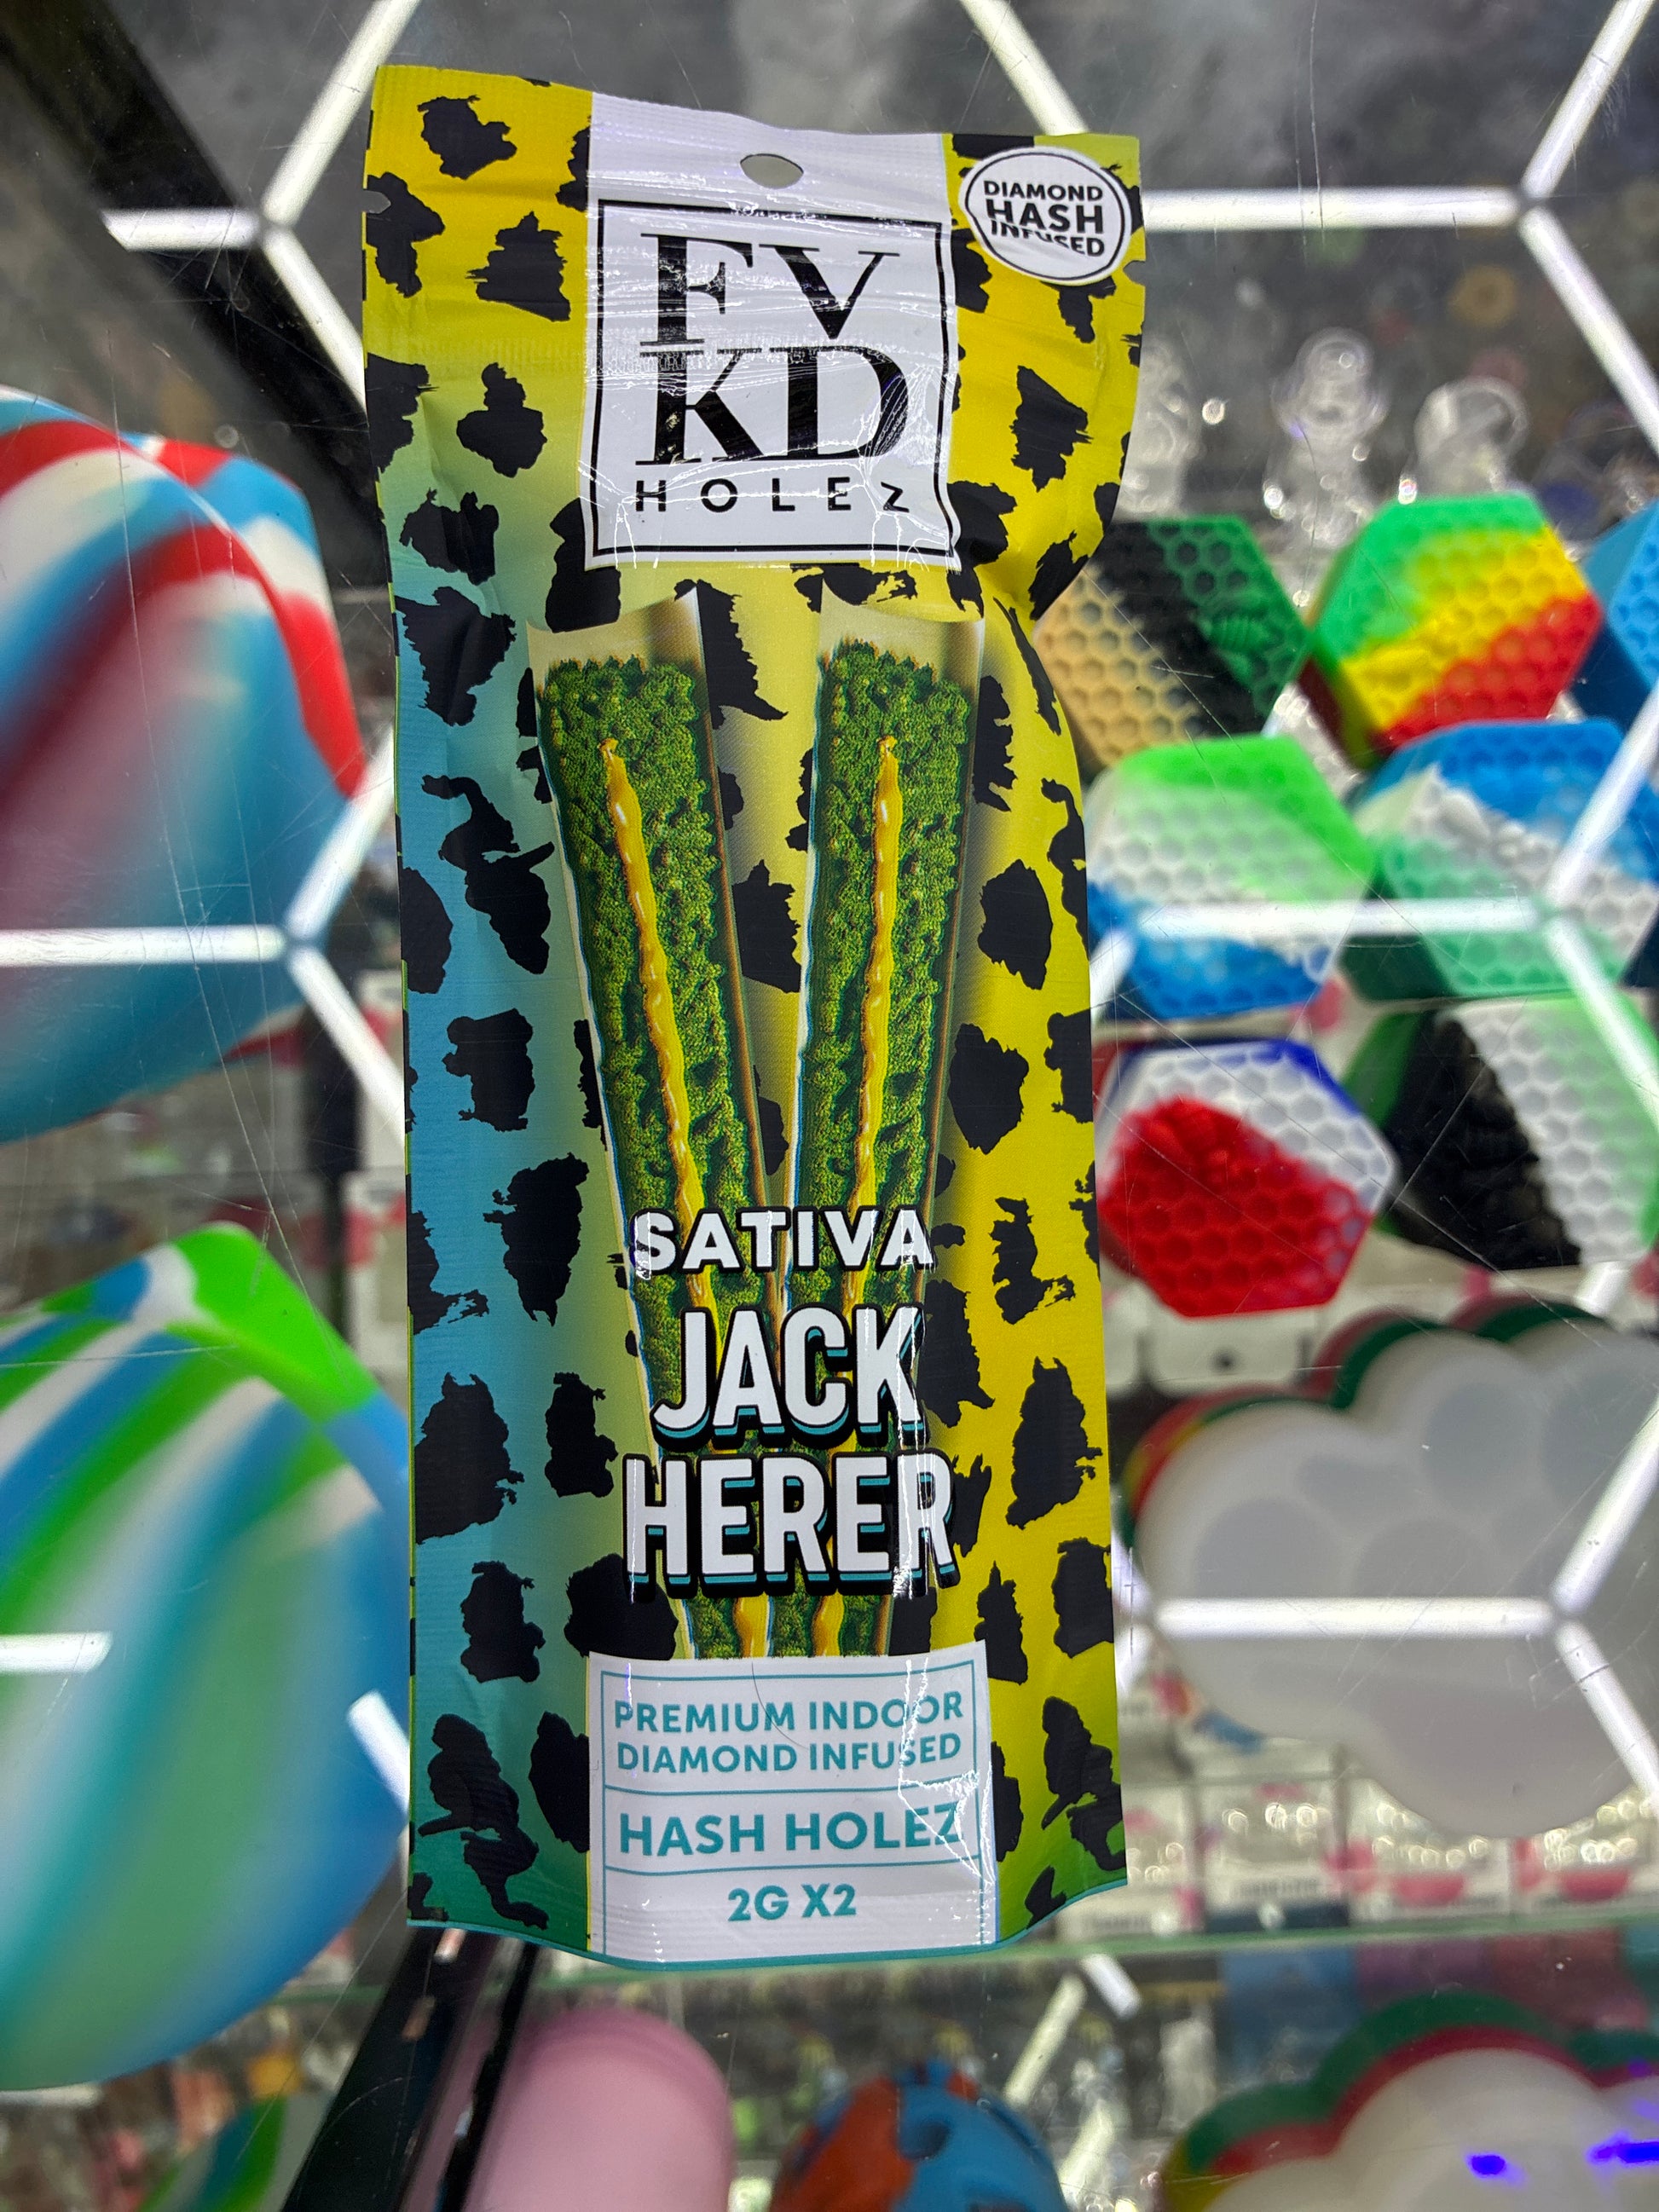 DIAMOND
HASH
INFUSED
FV
KD
HOLEz
SATIVA
JACK
HERER
PREMIUM INDOOR
DIAMOND INFUSED
HASH HOLEZ
2G X2